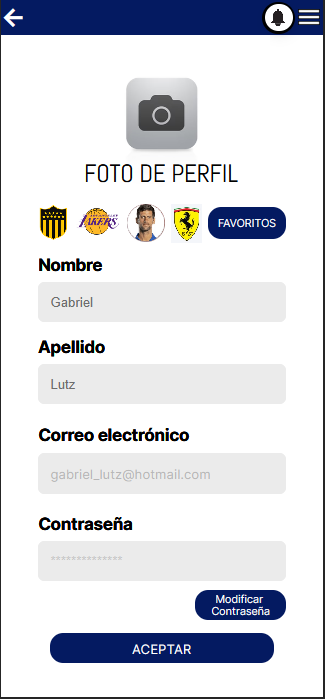 FOTO DE PERFIL
LAKERS
FAVORITOS
Nombre
Gabriel
Apellido
Lutz
Correo electrónico
gabriel_lutz@hotmail.com
Contraseña
**************
Modificar
Contraseña
ACEPTAR